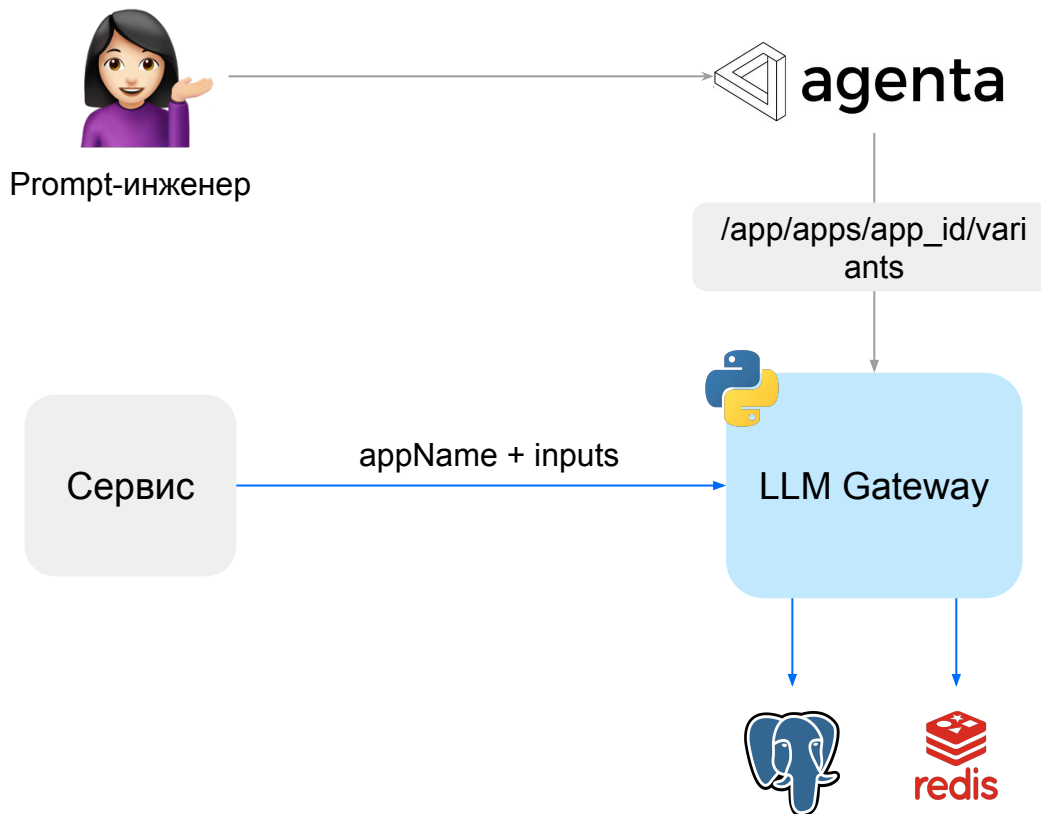 agenta
Prompt-инженер
/app/apps/app_id/vari
ants
appName + inputs
Сервис
LLM Gateway
redis